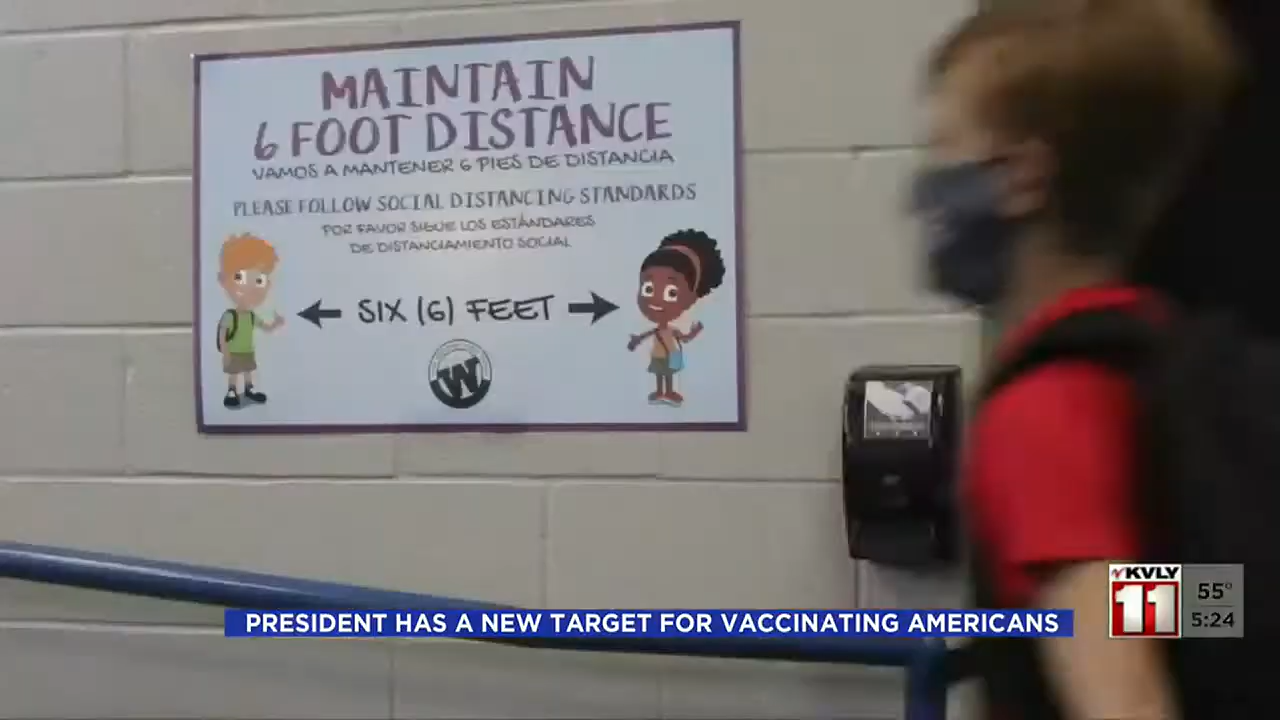 MAINTAIN
6 FOOT DISTANCE
VAMOS A MANTENER 6 PIES DE DISTANCIA
PLEASE FOLLOW SOCIAL DISTANCING STANDARDS
POR FAVOR SIGUE LOS ESTÁNDARES
DE DISTANCIAMIENTO SOCIAL
SIX (6) FEET
W
PRESIDENT HAS A NEW TARGET FOR VACCINATING AMERICANS
KVLY
11
55°
5:24